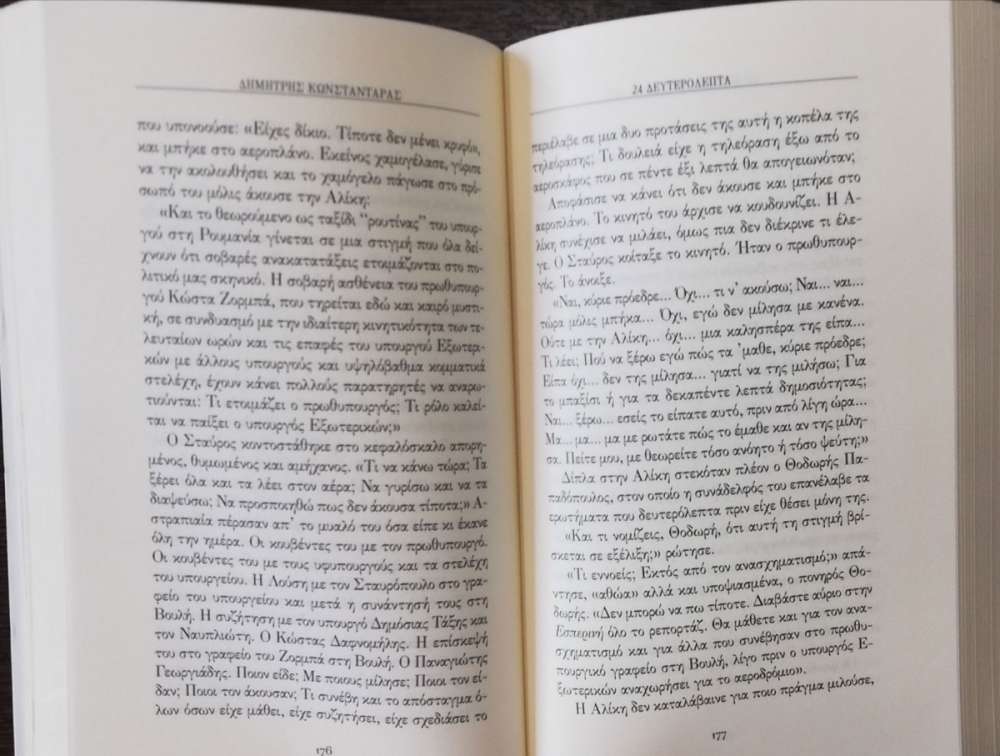 ΔΗΜΗΤΡΗΣ ΚΩΝΣΤΑΝΤΑΡΑΣ
που υπονοούσε: «Είχες δίκιο. Τίποτε δεν μένει κρυφό»,
και μπήκε στο αεροπλάνο. Εκείνος χαμογέλασε, γύρισε
να την ακολουθήσει και το χαμόγελο πάγωσε στο πρό-
σωπό του μόλις άκουσε την Αλίκη:
«Και το θεωρούμενο ως ταξίδι "ρουτίνας" του υπουρ-
γού στη Ρουμανία γίνεται σε μια στιγμή που όλα δεί-
χνουν ότι σοβαρές ανακατατάξεις ετοιμάζονται στο πο-
λιτικό μας σκηνικό. Η σοβαρή ασθένεια του πρωθυπουρ-
γού Κώστα Ζορμπά, που τηρείται εδώ και καιρό μυστι-
κή, σε συνδυασμό με την ιδιαίτερη κινητικότητα των τε-
λευταίων ωρών και τις επαφές του υπουργού Εξωτερι-
κών με άλλους υπουργούς και υψηλόβαθμα κομματικά
στελέχη, έχουν κάνει πολλούς παρατηρητές να αναρω-
τιούνται: Τι ετοιμάζει ο πρωθυπουργός; Τι ρόλο καλεί-
ται να παίξει ο υπουργός Εξωτερικών;»
Ο Σταύρος κοντοστάθηκε στο κεφαλόσκαλο απορη-
μένος, θυμωμένος και αμήχανος. «Τι να κάνω τώρα; Τα
ξέρει όλα και τα λέει στον αέρα; Να γυρίσω και να τα
διαψεύσω; Να προσποιηθώ πως δεν άκουσα τίποτα;» Α-
στραπιαία πέρασαν απ' το μυαλό του όσα είπε κι έκανε
όλη την ημέρα. Οι κουβέντες του με τον πρωθυπουργό.
Οι κουβέντες του με τους υφυπουργούς και τα στελέχη
του υπουργείου. Η Λούση με τον Σταυρόπουλο στο γρα-
φείο του υπουργείου και μετά η συνάντησή τους στη
Βουλή. Η συζήτηση με τον υπουργό Δημόσιας Τάξης και
τον Ναυπλιώτη. Ο Κώστας Δαφνομήλης. Η επίσκεψή
του στο γραφείο του Ζορμπά στη Βουλή. Ο Παναγιώτης
Γεωργιάδης. Ποιον είδε; Με ποιους μίλησε; Ποιοι τον εί-
δαν; Ποιοι τον άκουσαν; Τι συνέβη και το απόσταγμα ό-
λων όσων είχε μάθει, είχε συζητήσει, είχε σχεδιάσει το
176
24 ΔΕΥΤΕΡΟΛΕΠΤΑ
περιέλαβε σε μια δυο προτάσεις της αυτή η κοπέλα της
τηλεόρασης; Τι δουλειά είχε η τηλεόραση έξω από το
αεροσκάφος που σε πέντε έξι λεπτά θα απογειωνόταν;
Αποφάσισε να κάνει ότι δεν άκουσε και μπήκε στο
αεροπλάνο. Το κινητό του άρχισε να κουδουνίζει. Η Α-
λίκη συνέχισε να μιλάει, όμως πια δεν διέκρινε τι έλε-
γε. Ο Σταύρος κοίταξε το κινητό. Ήταν ο πρωθυπουρ-
γός. Το άνοιξε.
«Ναι, κύριε πρόεδρε... Όχι... τι ν' ακούσω; Ναι... ναι...
τώρα μόλις μπήκα... Όχι, εγώ δεν μίλησα με κανένα.
Ούτε με την Αλίκη... όχι... μια καλησπέρα της είπα...
Τι λέει; Πού να ξέρω εγώ πώς τα 'μαθε, κύριε πρόεδρε;
Είπα όχι... δεν της μίλησα... γιατί να της μιλήσω; Για
το μπαξίσι ή για τα δεκαπέντε λεπτά δημοσιότητας;
Ναι... ξέρω... εσείς το είπατε αυτό, πριν από λίγη ώρα...
Μα... μα... μα με ρωτάτε πώς το έμαθε και αν της μίλη-
σα. Πείτε μου, με θεωρείτε τόσο ανόητο ή τόσο ψεύτη;»
Δίπλα στην Αλίκη στεκόταν πλέον ο Θοδωρής Πα-
παδόπουλος, στον οποίο η συνάδελφός του επανέλαβε τα
ερωτήματα που δευτερόλεπτα πριν είχε θέσει μόνη της.
«Και τι νομίζεις, Θοδωρή, ότι αυτή τη στιγμή βρί-
σκεται σε εξέλιξη;» ρώτησε.
«Τι εννοείς; Εκτός από τον ανασχηματισμό;» απά-
ντησε, «αθώα» αλλά και υποψιασμένα, ο πονηρός Θο-
δωρής. «Δεν μπορώ να πω τίποτε. Διαβάστε αύριο στην
Εσπερινή όλο το ρεπορτάζ. Θα μάθετε και για τον ανα-
σχηματισμό και για άλλα που συνέβησαν στο πρωθυ-
πουργικό γραφείο στη Βουλή, λίγο πριν ο υπουργός Ε-
ξωτερικών αναχωρήσει για το αεροδρόμιο».
Η Αλίκη δεν καταλάβαινε για ποιο πράγμα μιλούσε,
177